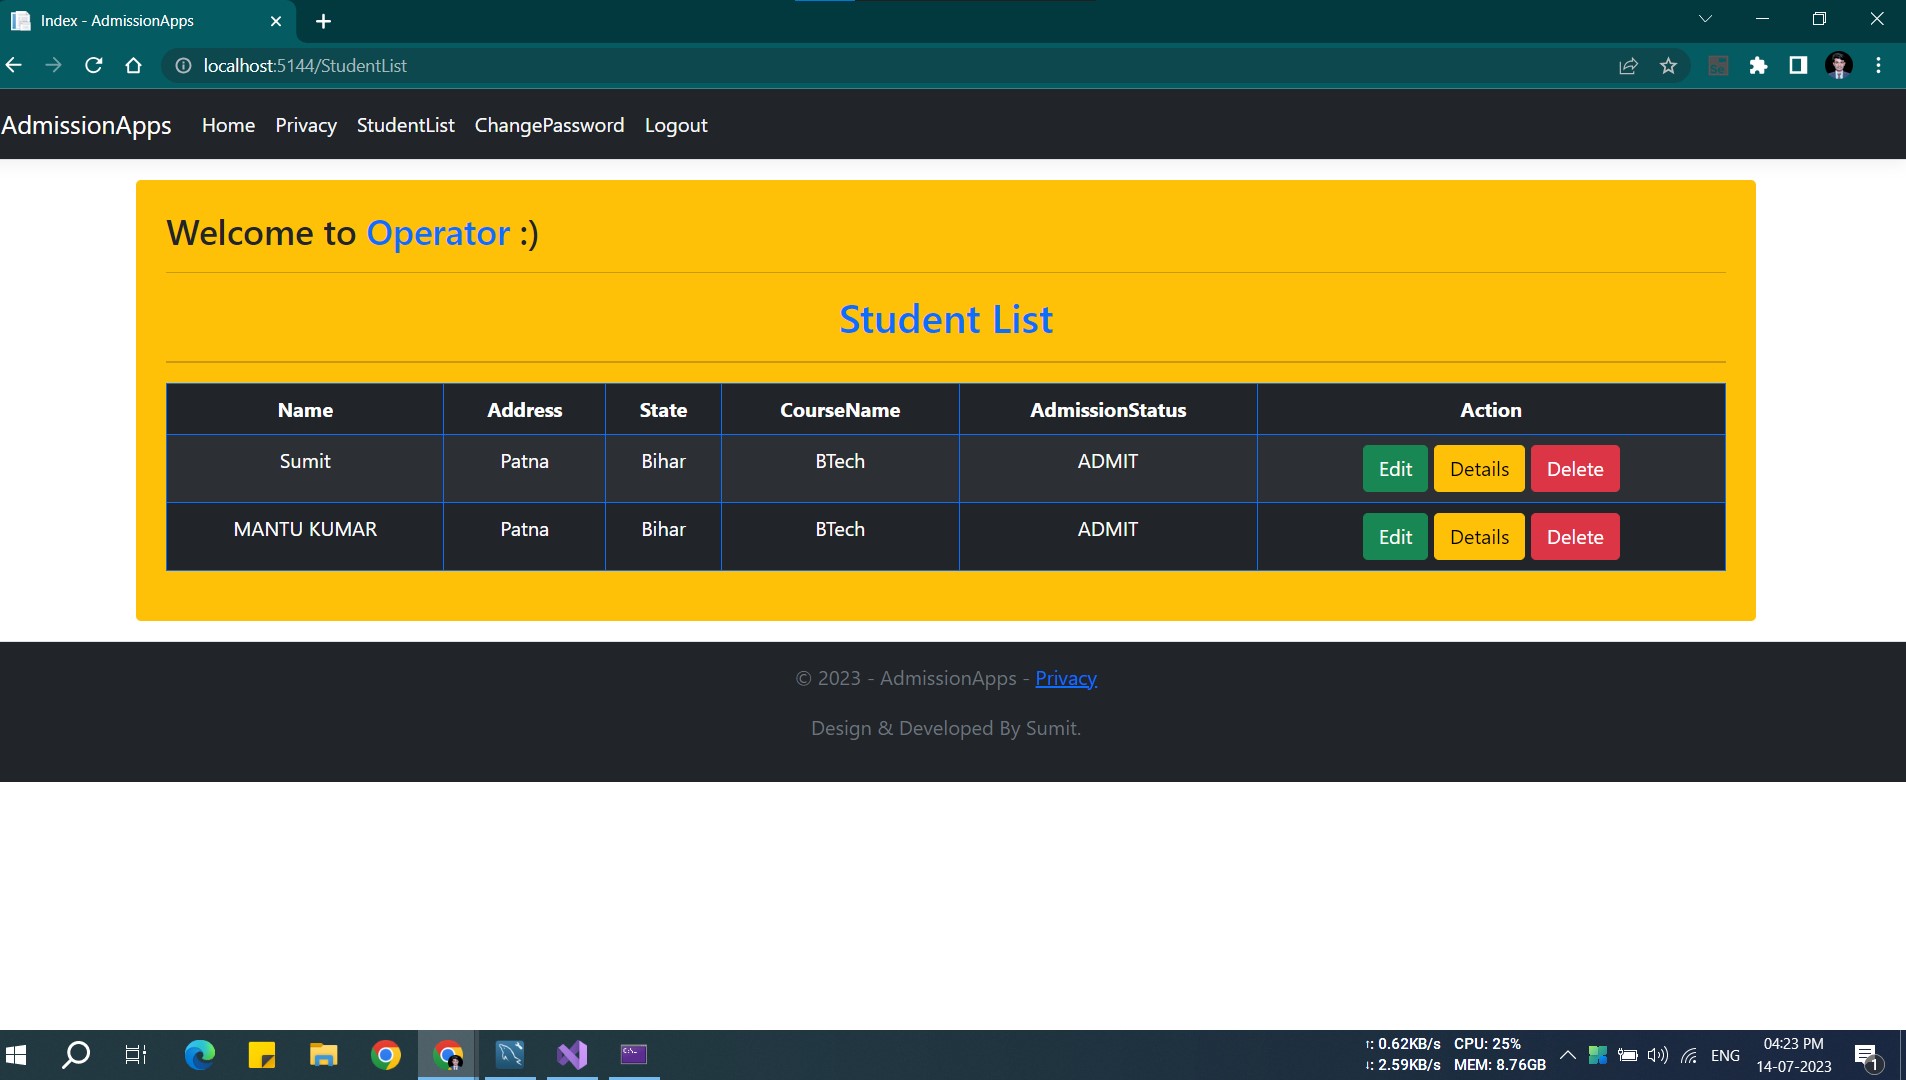 Index - AdmissionApps
localhost:5144/StudentList
AdmissionApps Home Privacy StudentList ChangePassword Logout
Welcome to Operator :)
Student List
Name Address State CourseName AdmissionStatus Action
Sumit Patna Bihar BTech ADMIT Edit Details Delete
MANTU KUMAR Patna Bihar BTech ADMIT Edit Details Delete
© 2023 - AdmissionApps - Privacy
Design & Developed By Sumit.
↑: 0.62KB/s CPU: 25%
↓: 2.59KB/s MEM: 8.76GB
ENG
04:23 PM
14-07-2023
1